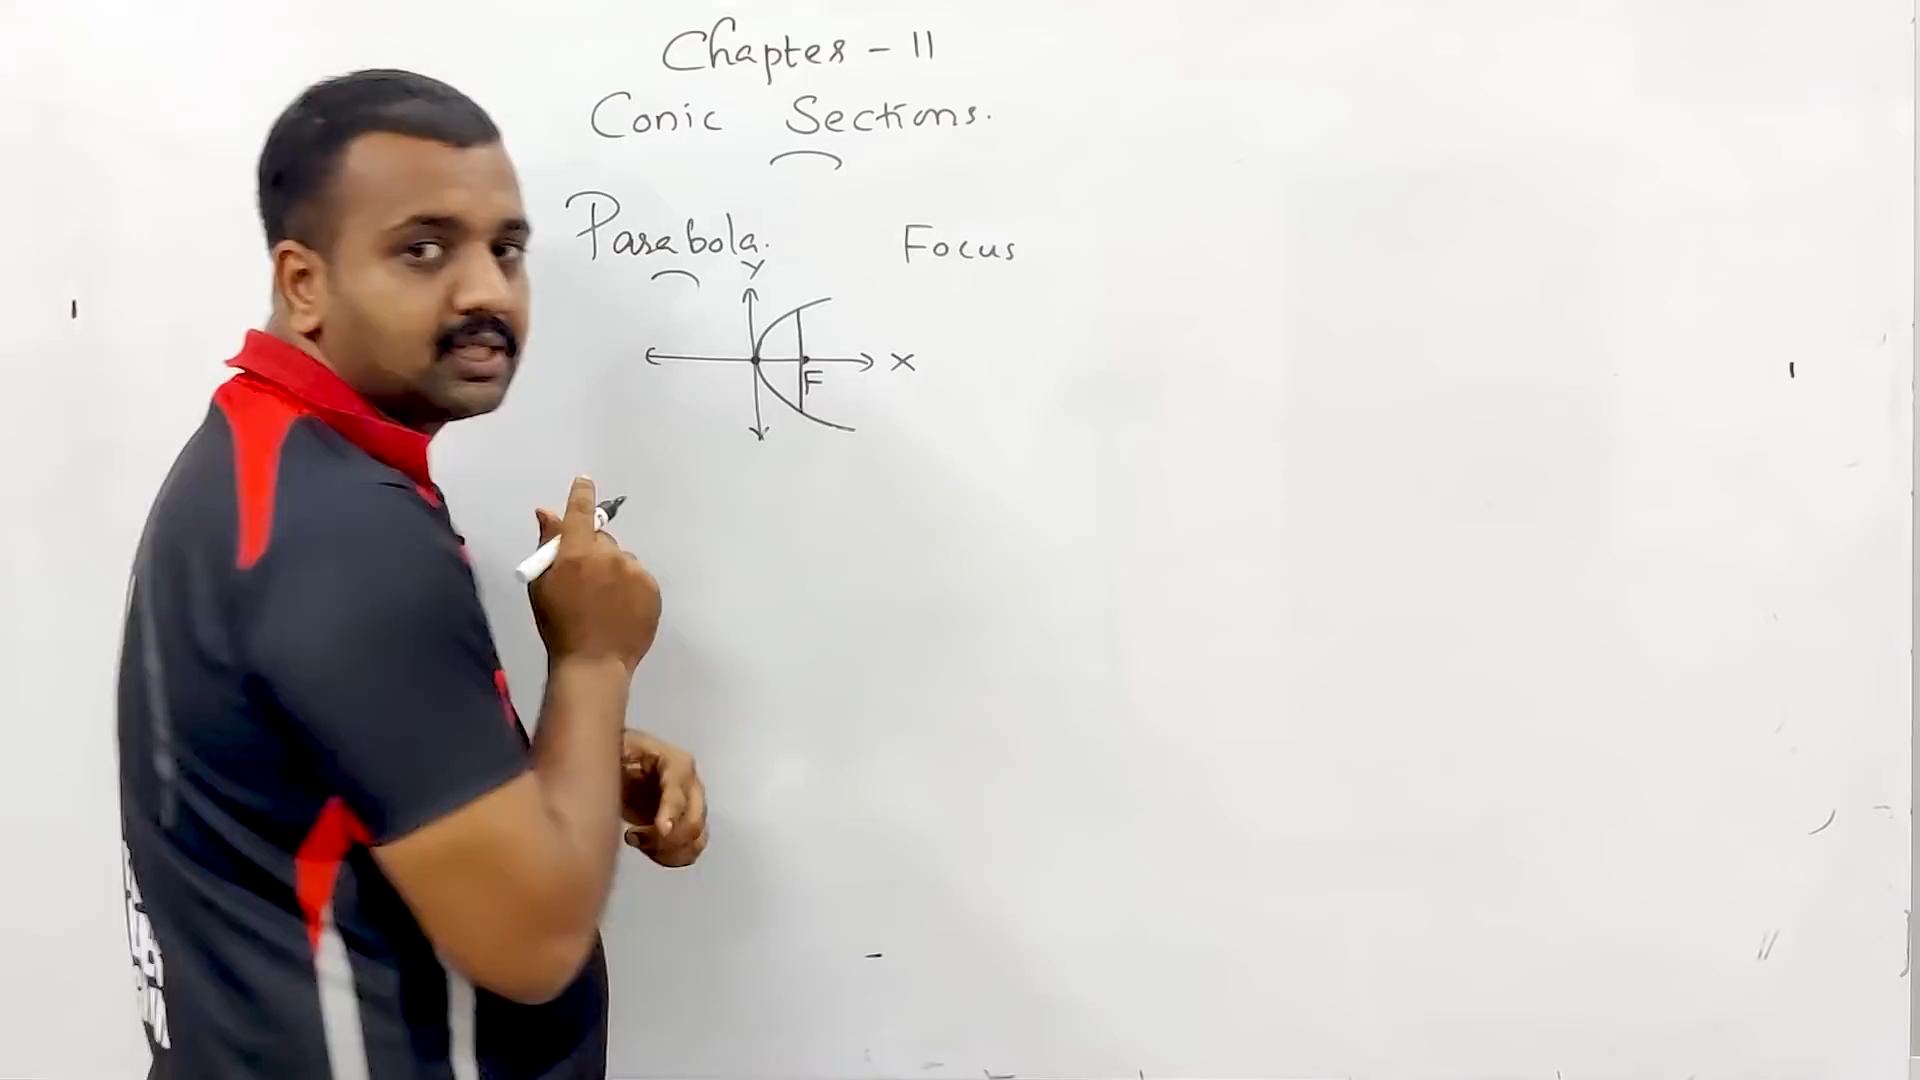 Chapter - 11
Conic Sections.
Parabola. Focus
Y
X
F